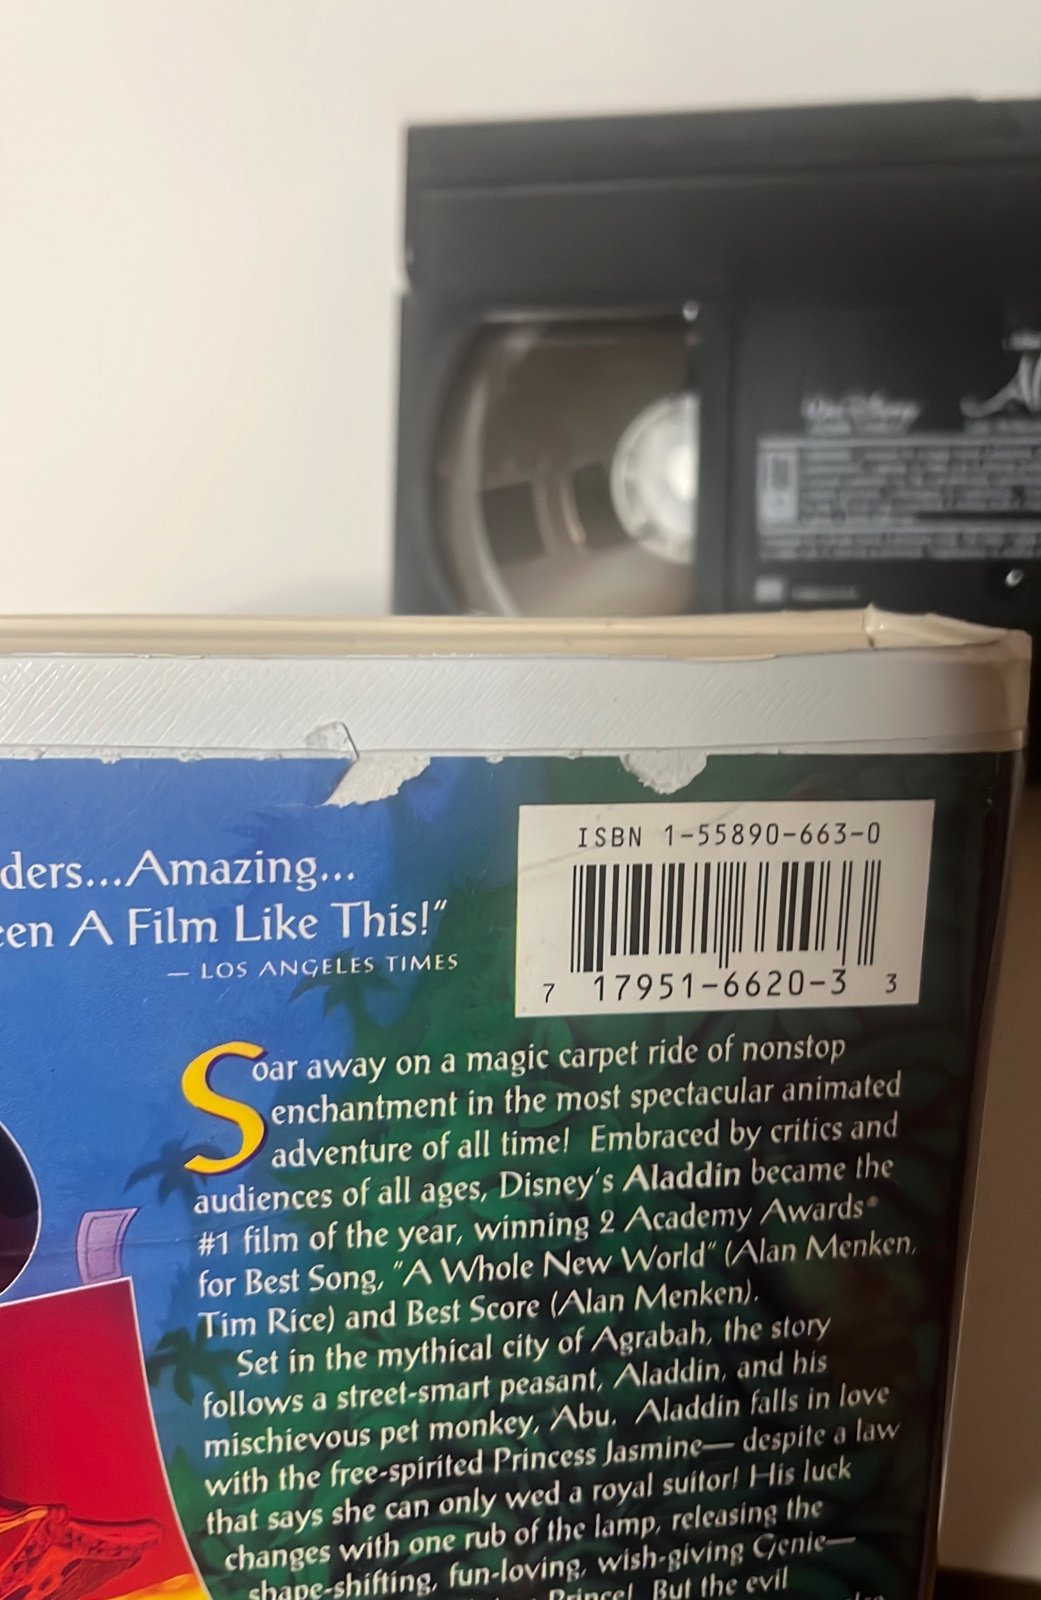 Walt Disney
ders...Amazing...
een A Film Like This!"
— LOS ANGELES TIMES
ISBN 1-55890-663-0
7 17951-6620-3 3
Soar away on a magic carpet ride of nonstop
enchantment in the most spectacular animated
adventure of all time! Embraced by critics and
audiences of all ages, Disney's Aladdin became the
#1 film of the year, winning 2 Academy Awards®
for Best Song, "A Whole New World" (Alan Menken,
Tim Rice) and Best Score (Alan Menken).
Set in the mythical city of Agrabah, the story
follows a street-smart peasant, Aladdin, and his
mischievous pet monkey, Abu. Aladdin falls in love
with the free-spirited Princess Jasmine— despite a law
that says she can only wed a royal suitor! His luck
changes with one rub of the lamp, releasing the
shape-shifting, fun-loving, wish-giving Genie—
Prince! But the evil